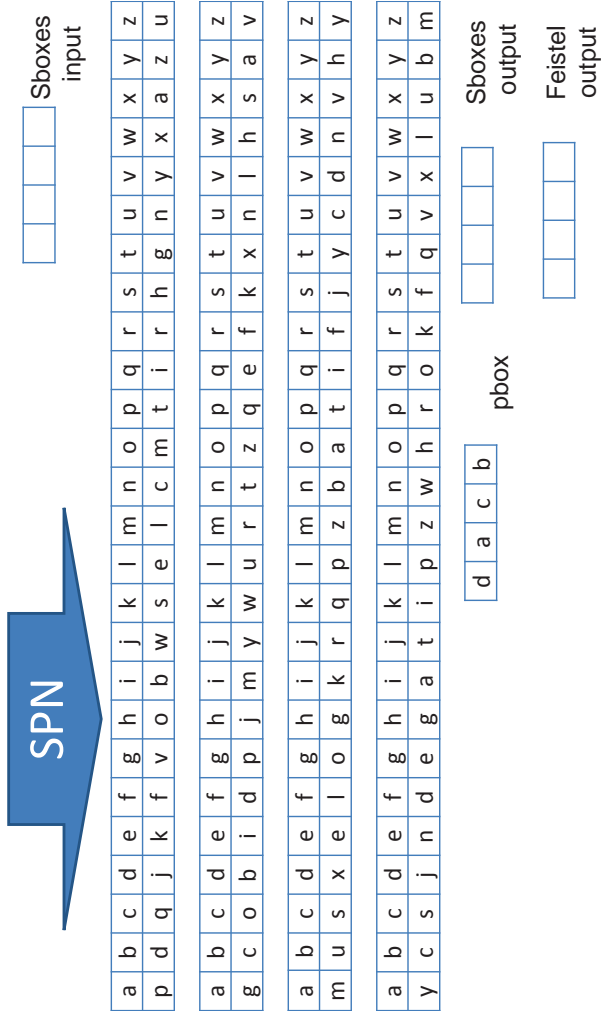 SPN
Sboxes
input
a b c d e f g h i j k l m n o p q r s t u v w x y z
p d q j k f v o b w s e l c m t i r h g n y x a z u
a b c d e f g h i j k l m n o p q r s t u v w x y z
g c o b i d p j m y w u r t z q e f k x n l h s a v
a b c d e f g h i j k l m n o p q r s t u v w x y z
m u s x e l o g k r q p z b a t i f j y c d n v h y
a b c d e f g h i j k l m n o p q r s t u v w x y z
y c s j n d e g a t i p z w h r o k f q v x l u b m
d a c b
pbox
Sboxes
output
Feistel
output